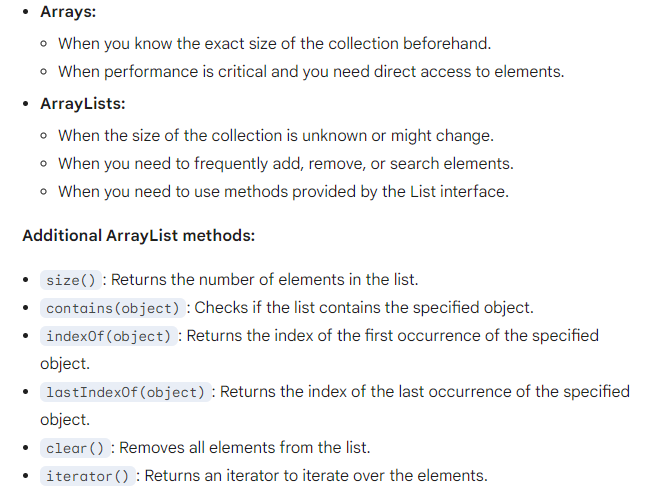 • Arrays:
◦ When you know the exact size of the collection beforehand.
◦ When performance is critical and you need direct access to elements.
• ArrayLists:
◦ When the size of the collection is unknown or might change.
◦ When you need to frequently add, remove, or search elements.
◦ When you need to use methods provided by the List interface.
Additional ArrayList methods:
• size() : Returns the number of elements in the list.
• contains(object) : Checks if the list contains the specified object.
• indexOf(object) : Returns the index of the first occurrence of the specified
object.
• lastIndexOf(object) : Returns the index of the last occurrence of the specified
object.
• clear() : Removes all elements from the list.
• iterator() : Returns an iterator to iterate over the elements.